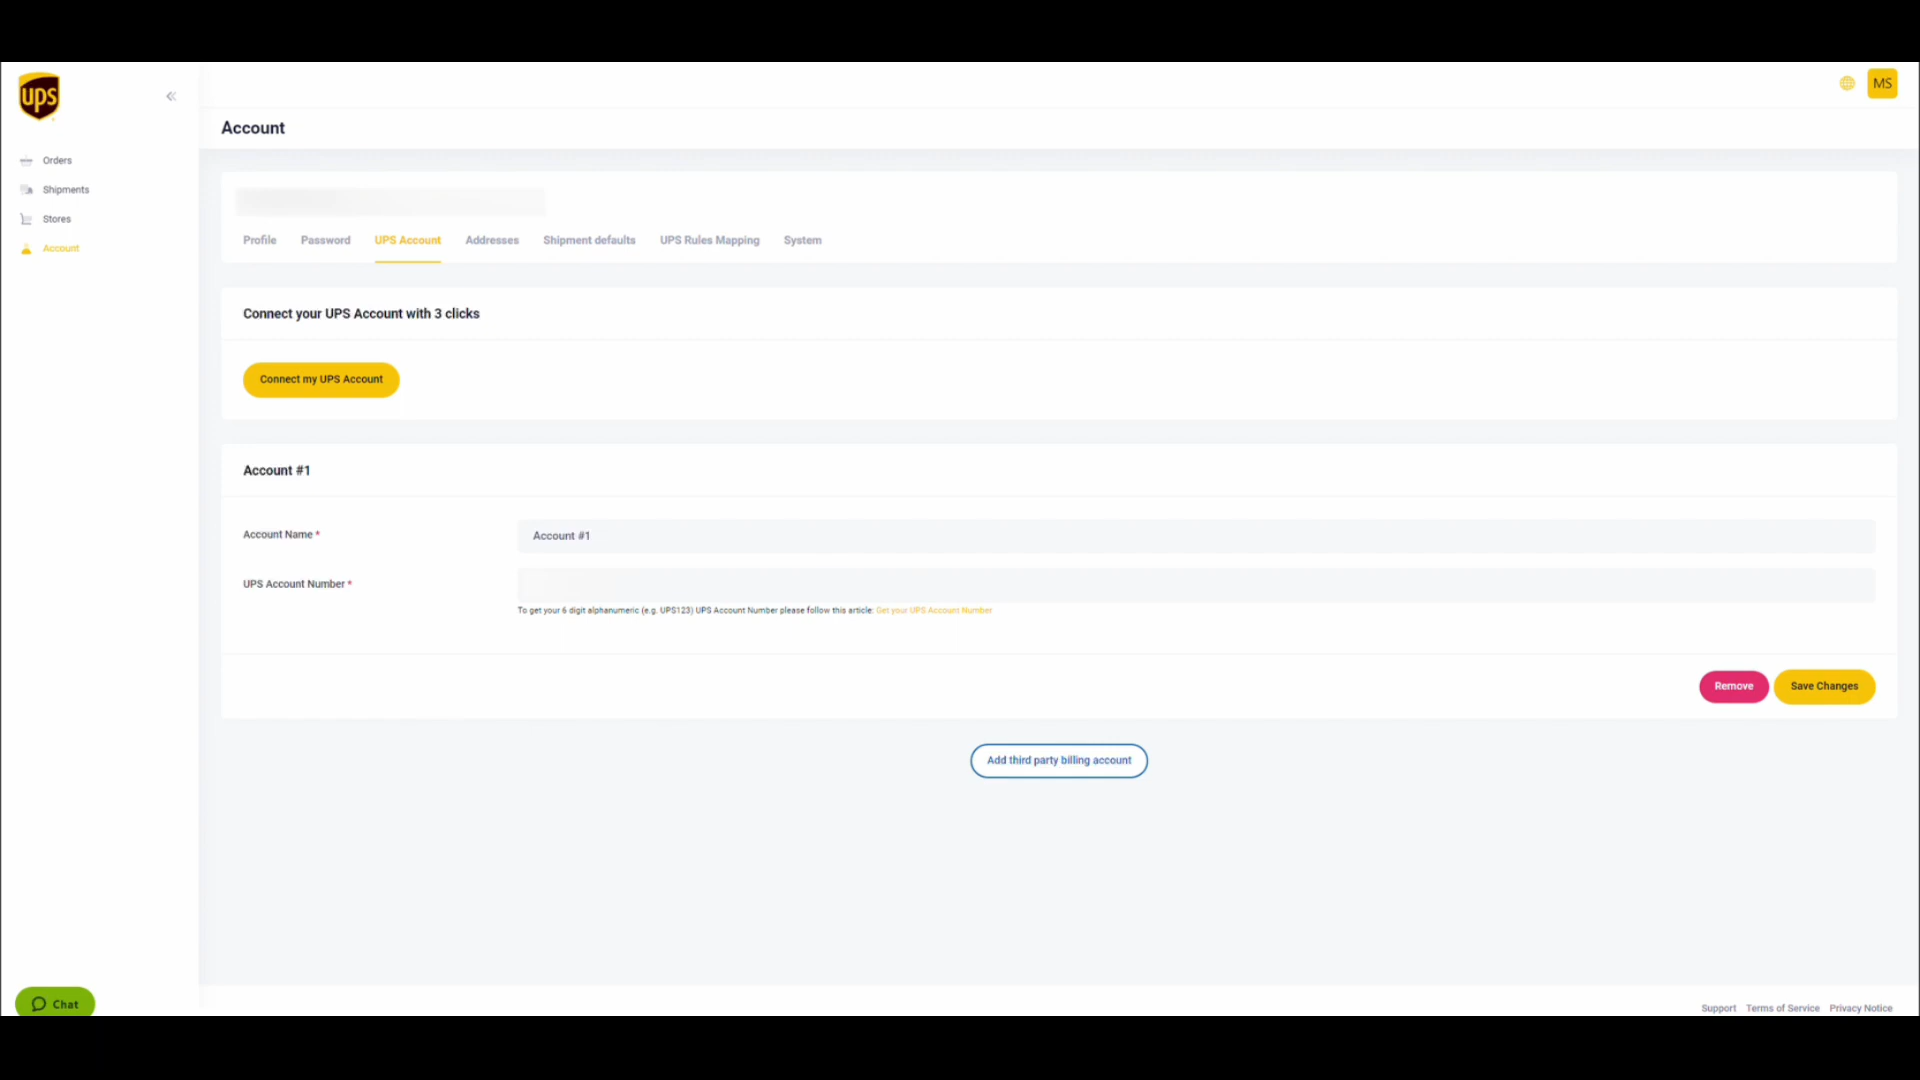 ups
MS
Account
Orders
Shipments
Stores
Account
Profile Password UPS Account Addresses Shipment defaults UPS Rules Mapping System
Connect your UPS Account with 3 clicks
Connect my UPS Account
Account #1
Account Name * Account #1
UPS Account Number *
To get your 6 digit alphanumeric (e.g. UPS123) UPS Account Number please follow this article: Get your UPS Account Number
Remove Save Changes
Add third party billing account
Chat
Support Terms of Service Privacy Notice